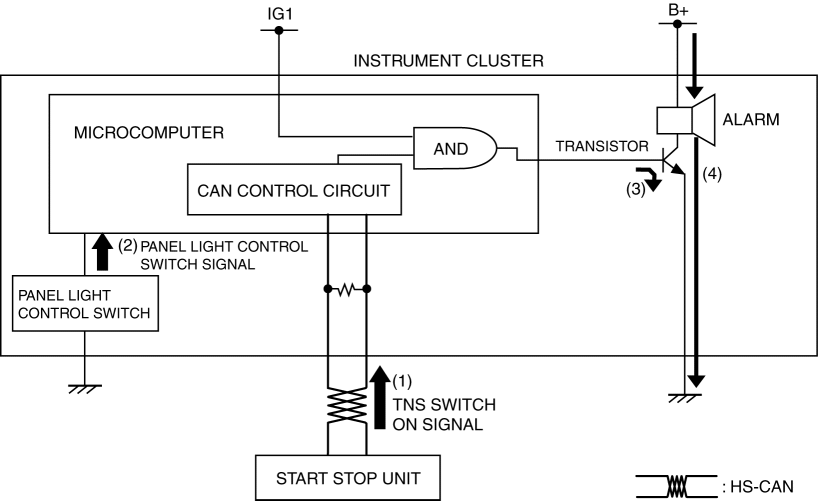 IG1
B+
INSTRUMENT CLUSTER
MICROCOMPUTER
AND
TRANSISTOR
ALARM
CAN CONTROL CIRCUIT
(3)
(4)
(2) PANEL LIGHT CONTROL
SWITCH SIGNAL
PANEL LIGHT
CONTROL SWITCH
(1)
TNS SWITCH
ON SIGNAL
START STOP UNIT
: HS-CAN